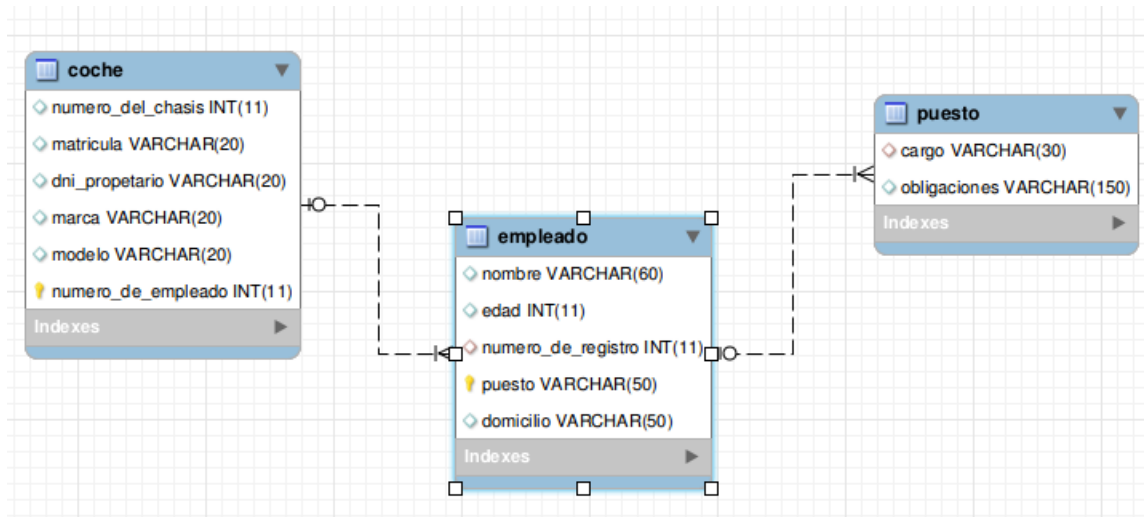 coche
numero_del_chasis INT(11)
matricula VARCHAR(20)
dni_propetario VARCHAR(20)
marca VARCHAR(20)
modelo VARCHAR(20)
numero_de_empleado INT(11)
Indexes
empleado
nombre VARCHAR(60)
edad INT(11)
numero_de_registro INT(11)
puesto VARCHAR(50)
domicilio VARCHAR(50)
Indexes
puesto
cargo VARCHAR(30)
obligaciones VARCHAR(150)
Indexes